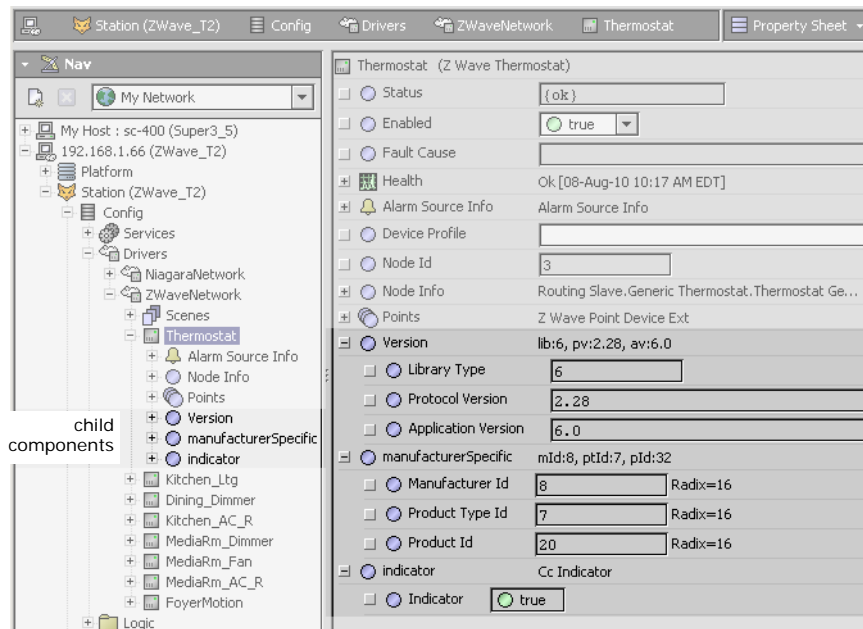 Station (ZWave_T2) Config Drivers ZWaveNetwork Thermostat Property Sheet
Nav
My Network
My Host : sc-400 (Super3_5)
192.168.1.66 (ZWave_T2)
Platform
Station (ZWave_T2)
Config
Services
Drivers
NiagaraNetwork
ZWaveNetwork
Scenes
Thermostat
Alarm Source Info
Node Info
Points
Version
manufacturerSpecific
indicator
child
components
Kitchen_Ltg
Dining_Dimmer
Kitchen_AC_R
MediaRm_Dimmer
MediaRm_Fan
MediaRm_AC_R
FoyerMotion
Logic
Thermostat (Z Wave Thermostat)
Status {ok}
Enabled true
Fault Cause
Health Ok [08-Aug-10 10:17 AM EDT]
Alarm Source Info Alarm Source Info
Device Profile
Node Id 3
Node Info Routing Slave.Generic Thermostat.Thermostat Ge...
Points Z Wave Point Device Ext
Version lib:6, pv:2.28, av:6.0
Library Type 6
Protocol Version 2.28
Application Version 6.0
manufacturerSpecific mId:8, ptId:7, pId:32
Manufacturer Id 8 Radix=16
Product Type Id 7 Radix=16
Product Id 20 Radix=16
indicator Cc Indicator
Indicator true